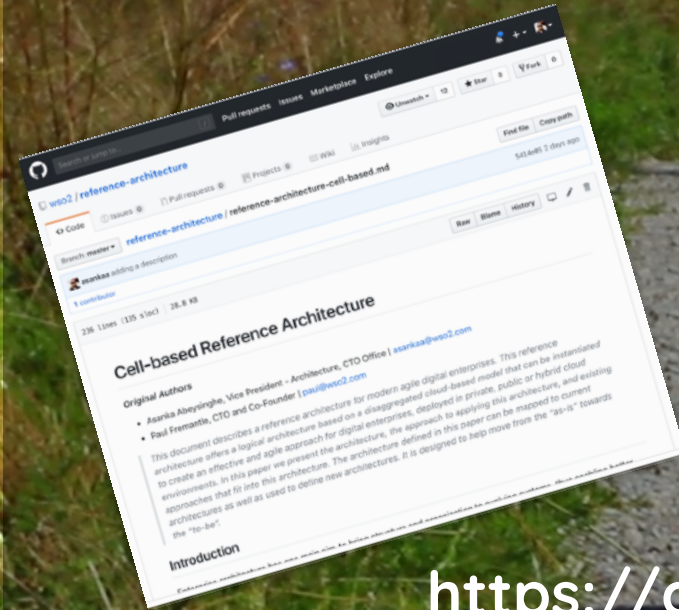 Search or jump to...
/
Pull requests Issues Marketplace Explore
wso2 / reference-architecture
Unwatch 12 Star 8 Fork 0
Code Issues 0 Pull requests 0 Projects 0 Wiki Insights
Branch: master reference-architecture / reference-architecture-cell-based.md
Find file Copy path
asankaa adding a description
5414e85 2 days ago
1 contributor
236 lines (135 sloc) 28.8 KB
Raw Blame History
Cell-based Reference Architecture
Original Authors
Asanka Abeysinghe, Vice President - Architecture, CTO Office | asankaa@wso2.com
Paul Fremantle, CTO and Co-Founder | paul@wso2.com
This document describes a reference architecture for modern agile digital enterprises. This reference
architecture offers a logical architecture based on a disaggregated cloud-based model that can be instantiated
to create an effective and agile approach for digital enterprises, deployed in private, public or hybrid cloud
environments. In this paper we present the architecture, the approach to applying this architecture, and existing
approaches that fit into this architecture. The architecture defined in this paper can be mapped to current
architectures as well as used to define new architectures. It is designed to help move from the "as-is" towards
the "to-be".
Introduction
https://